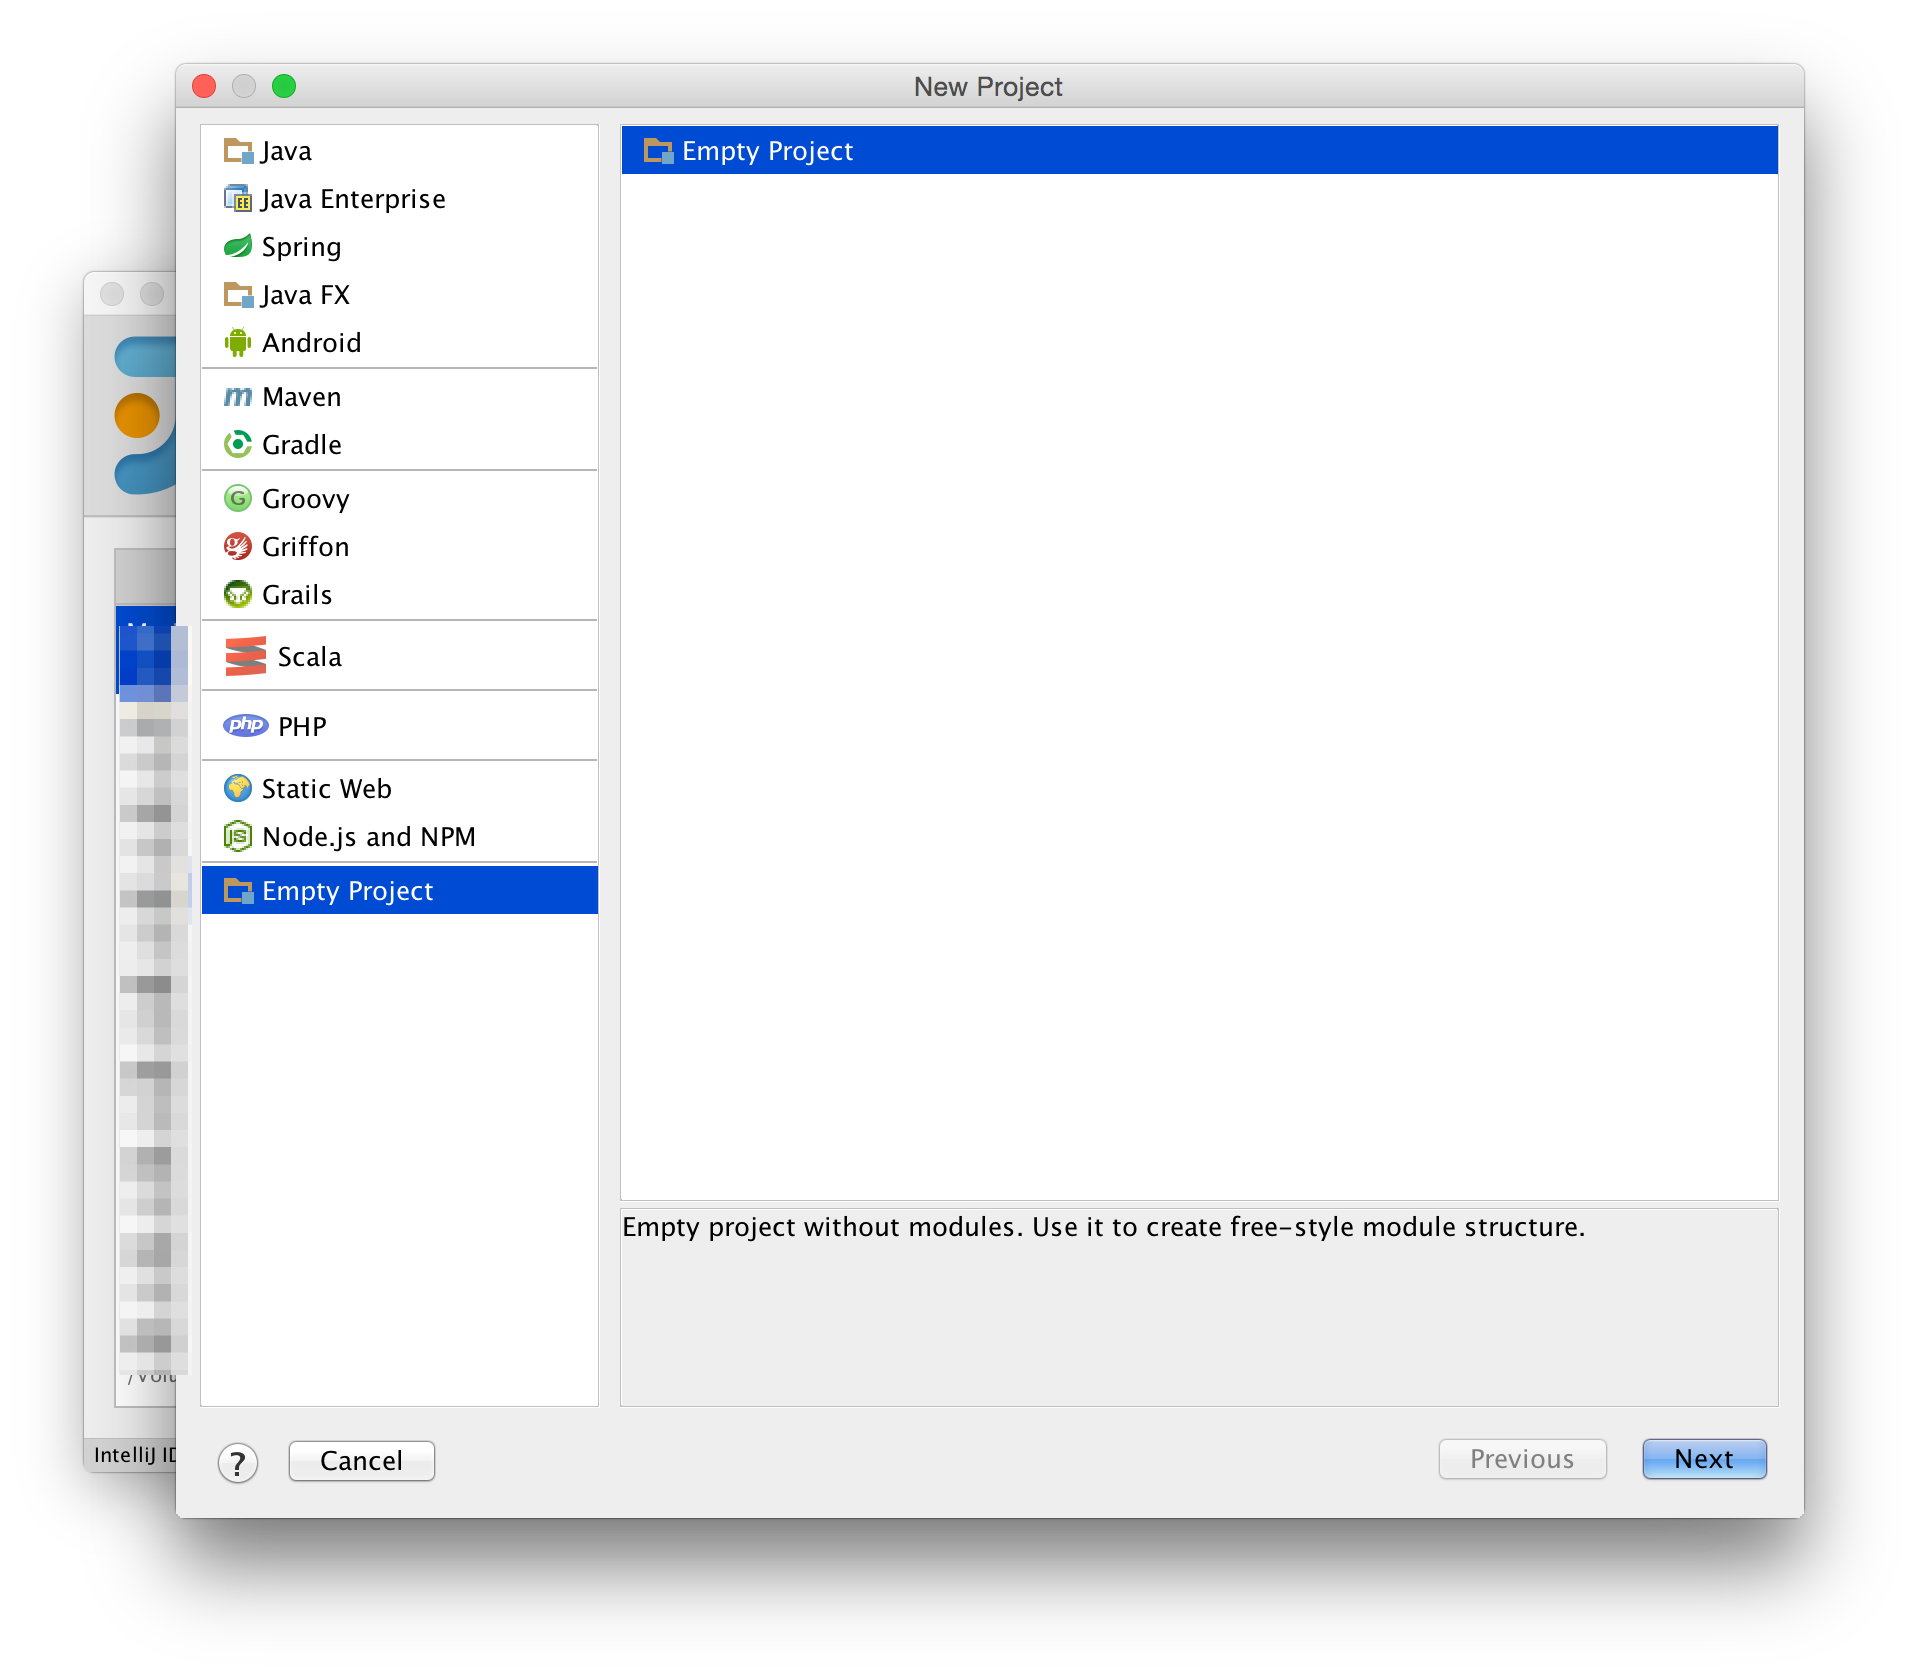 New Project
Java
Java Enterprise
Spring
Java FX
Android
Maven
Gradle
Groovy
Griffon
Grails
Scala
php PHP
Static Web
Node.js and NPM
Empty Project
Empty Project
Empty project without modules. Use it to create free-style module structure.
?
Cancel
Previous
Next
IntelliJ ID